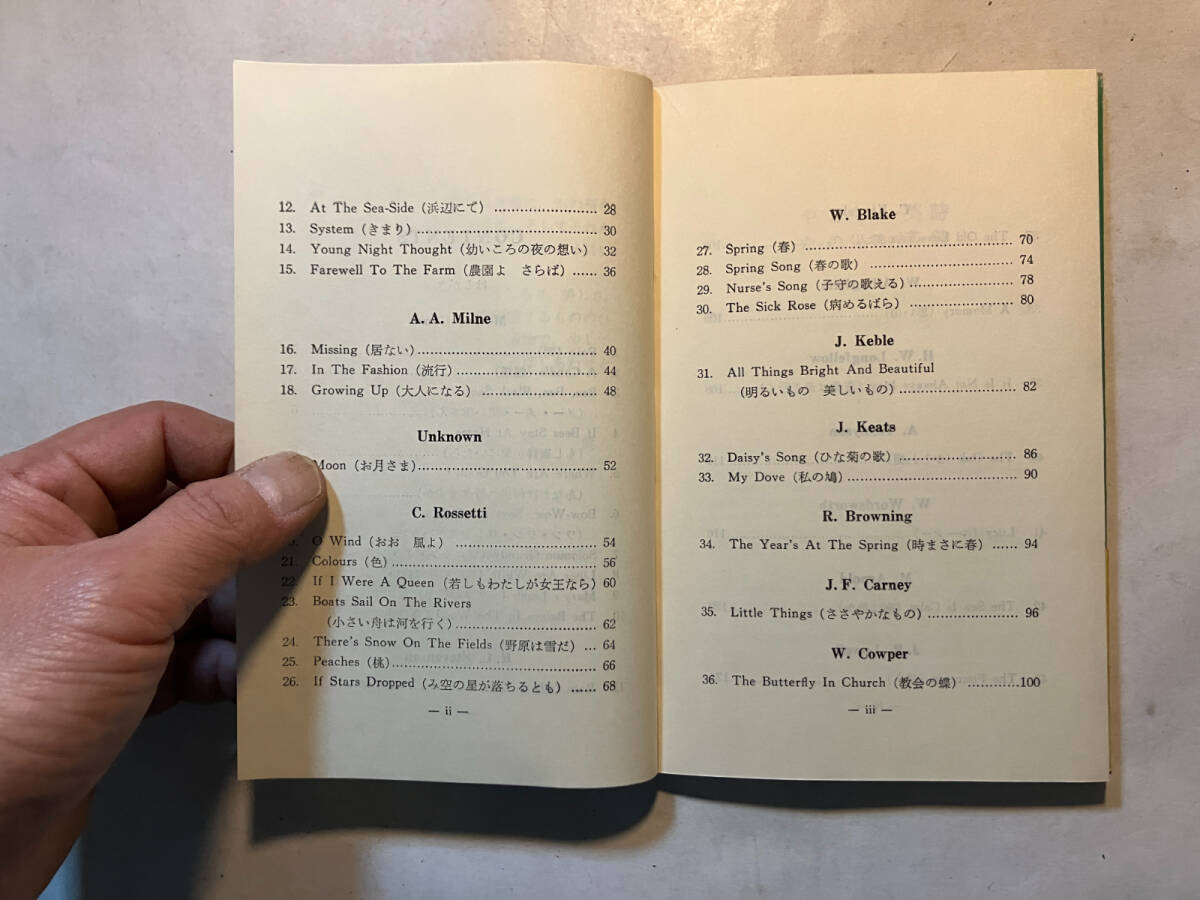 12. At The Sea-Side（浜辺にて）........................ 28
13. System（きまり）........................ 30
14. Young Night Thought（幼いころの夜の想い） 32
15. Farewell To The Farm（農園よ　さらば）...... 36
A. A. Milne
16. Missing（居ない）........................ 40
17. In The Fashion（流行）........................ 44
18. Growing Up（大人になる）........................ 48
Unknown
Moon（お月さま）........................ 52
C. Rossetti
O Wind（おお　風よ）........................ 54
21. Colours（色）........................ 56
22. If I Were A Queen（若しもわたしが女王なら） 60
23. Boats Sail On The Rivers
（小さい舟は河を行く）........................ 62
24. There's Snow On The Fields（野原は雪だ）... 64
25. Peaches（桃）........................ 66
26. If Stars Dropped（み空の星が落ちるとも）...... 68
— ii —
W. Blake
27. Spring（春）........................ 70
28. Spring Song（春の歌）........................ 74
29. Nurse's Song（子守の歌える）........................ 78
30. The Sick Rose（病めるばら）........................ 80
J. Keble
31. All Things Bright And Beautiful
（明るいもの　美しいもの）........................ 82
J. Keats
32. Daisy's Song（ひな菊の歌）........................ 86
33. My Dove（私の鳩）........................ 90
R. Browning
34. The Year's At The Spring（時まさに春）...... 94
J. F. Carney
35. Little Things（ささやかなもの）........................ 96
W. Cowper
36. The Butterfly In Church（教会の蝶）............100
— iii —